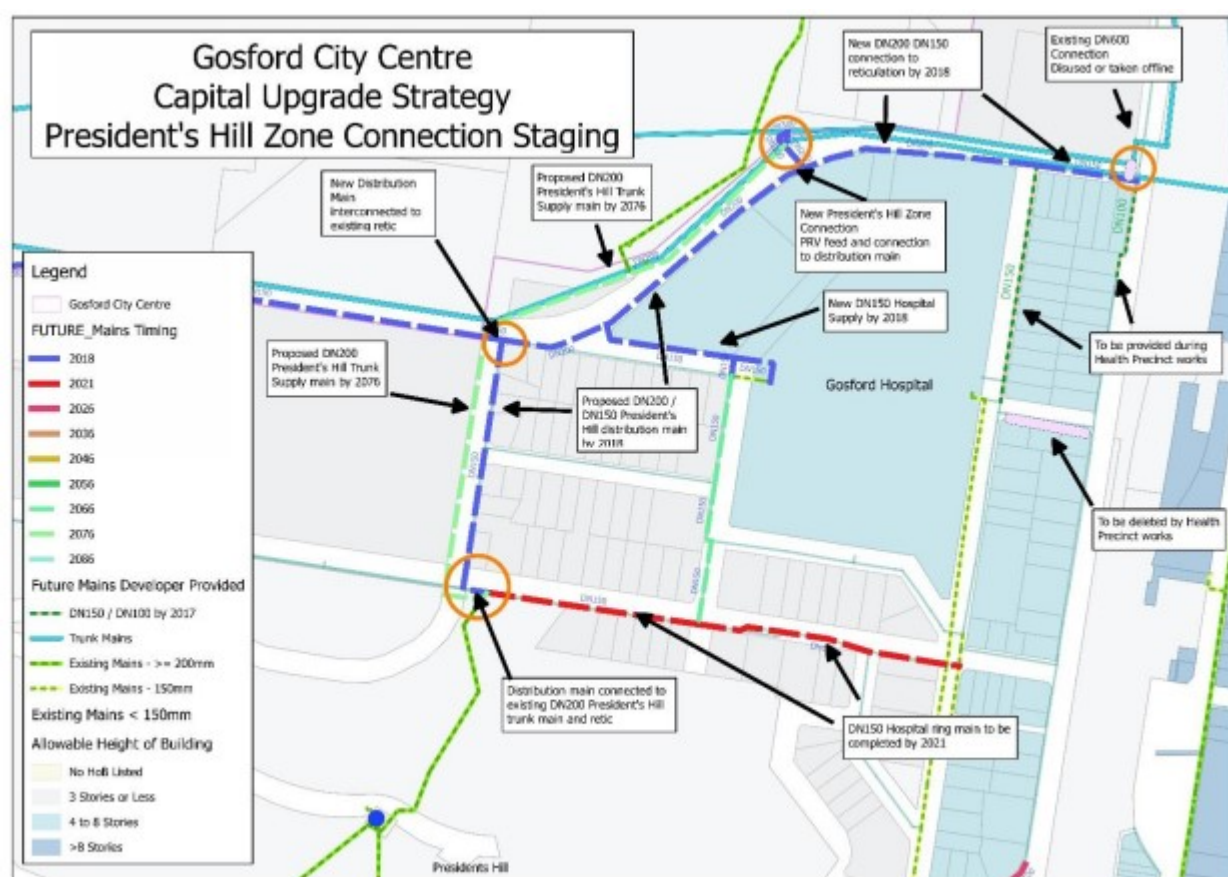 Gosford City Centre
Capital Upgrade Strategy
President's Hill Zone Connection Staging
New DN200 DN150
connection to
reticulation by 2018
Existing DN600
Connection
Disused or taken offline
New Distribution
Main
Interconnected to
existing retic
Proposed DN200
President's Hill Trunk
Supply main by 2076
New President's Hill Zone
Connection
PRV feed and connection
to distribution main
DN100
DN150
Legend
Gosford City Centre
FUTURE_Mains Timing
2018
2021
2026
2036
2046
2056
2066
2076
2086
Future Mains Developer Provided
DN150 / DN100 by 2017
Trunk Mains
Existing Mains - >= 200mm
Existing Mains - 150mm
Existing Mains < 150mm
Allowable Height of Building
No HoB Listed
3 Stories or Less
4 to 8 Stories
>8 Stories
New DN150 Hospital
Supply by 2018
Proposed DN200
President's Hill Trunk
Supply main by 2076
To be provided during
Health Precinct works
Gosford Hospital
Proposed DN200 /
DN150 President's
Hill distribution main
by 2018
DN150
DN150
DN150
DN150
DN150
To be deleted by Health
Precinct works
DN150
Distribution main connected to
existing DN200 President's Hill
trunk main and retic
DN150 Hospital ring main to be
completed by 2021
Presidents Hill